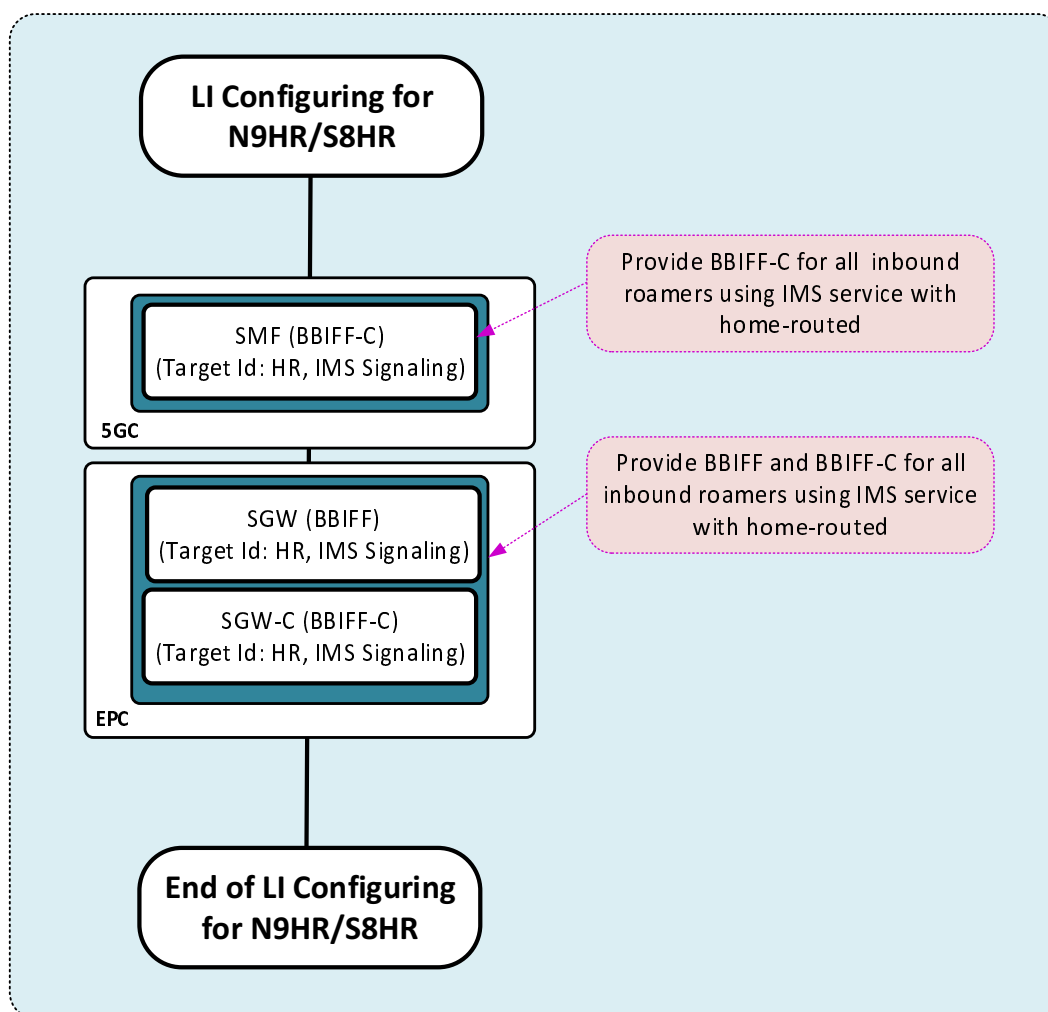 LI Configuring for
N9HR/S8HR
Provide BBIFF-C for all inbound
roamers using IMS service with
home-routed
SMF (BBIFF-C)
(Target Id: HR, IMS Signaling)
5GC
Provide BBIFF and BBIFF-C for all
inbound roamers using IMS service
with home-routed
SGW (BBIFF)
(Target Id: HR, IMS Signaling)
SGW-C (BBIFF-C)
(Target Id: HR, IMS Signaling)
EPC
End of LI Configuring
for N9HR/S8HR